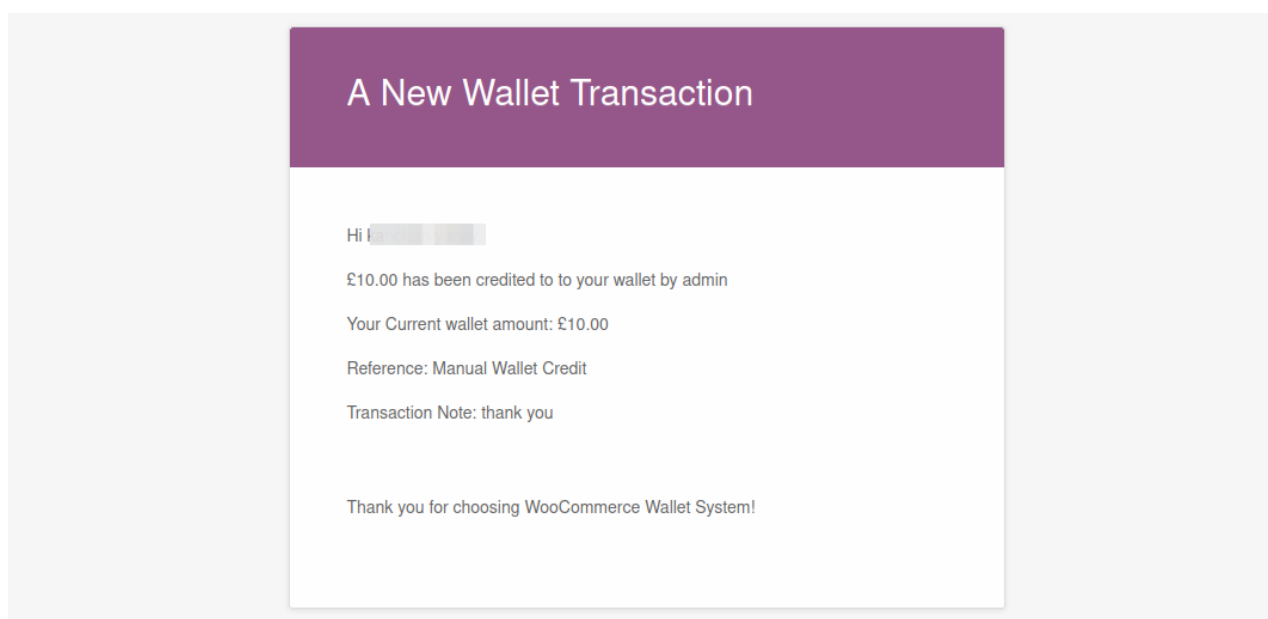 A New Wallet Transaction
Hi
£10.00 has been credited to to your wallet by admin
Your Current wallet amount: £10.00
Reference: Manual Wallet Credit
Transaction Note: thank you
Thank you for choosing WooCommerce Wallet System!